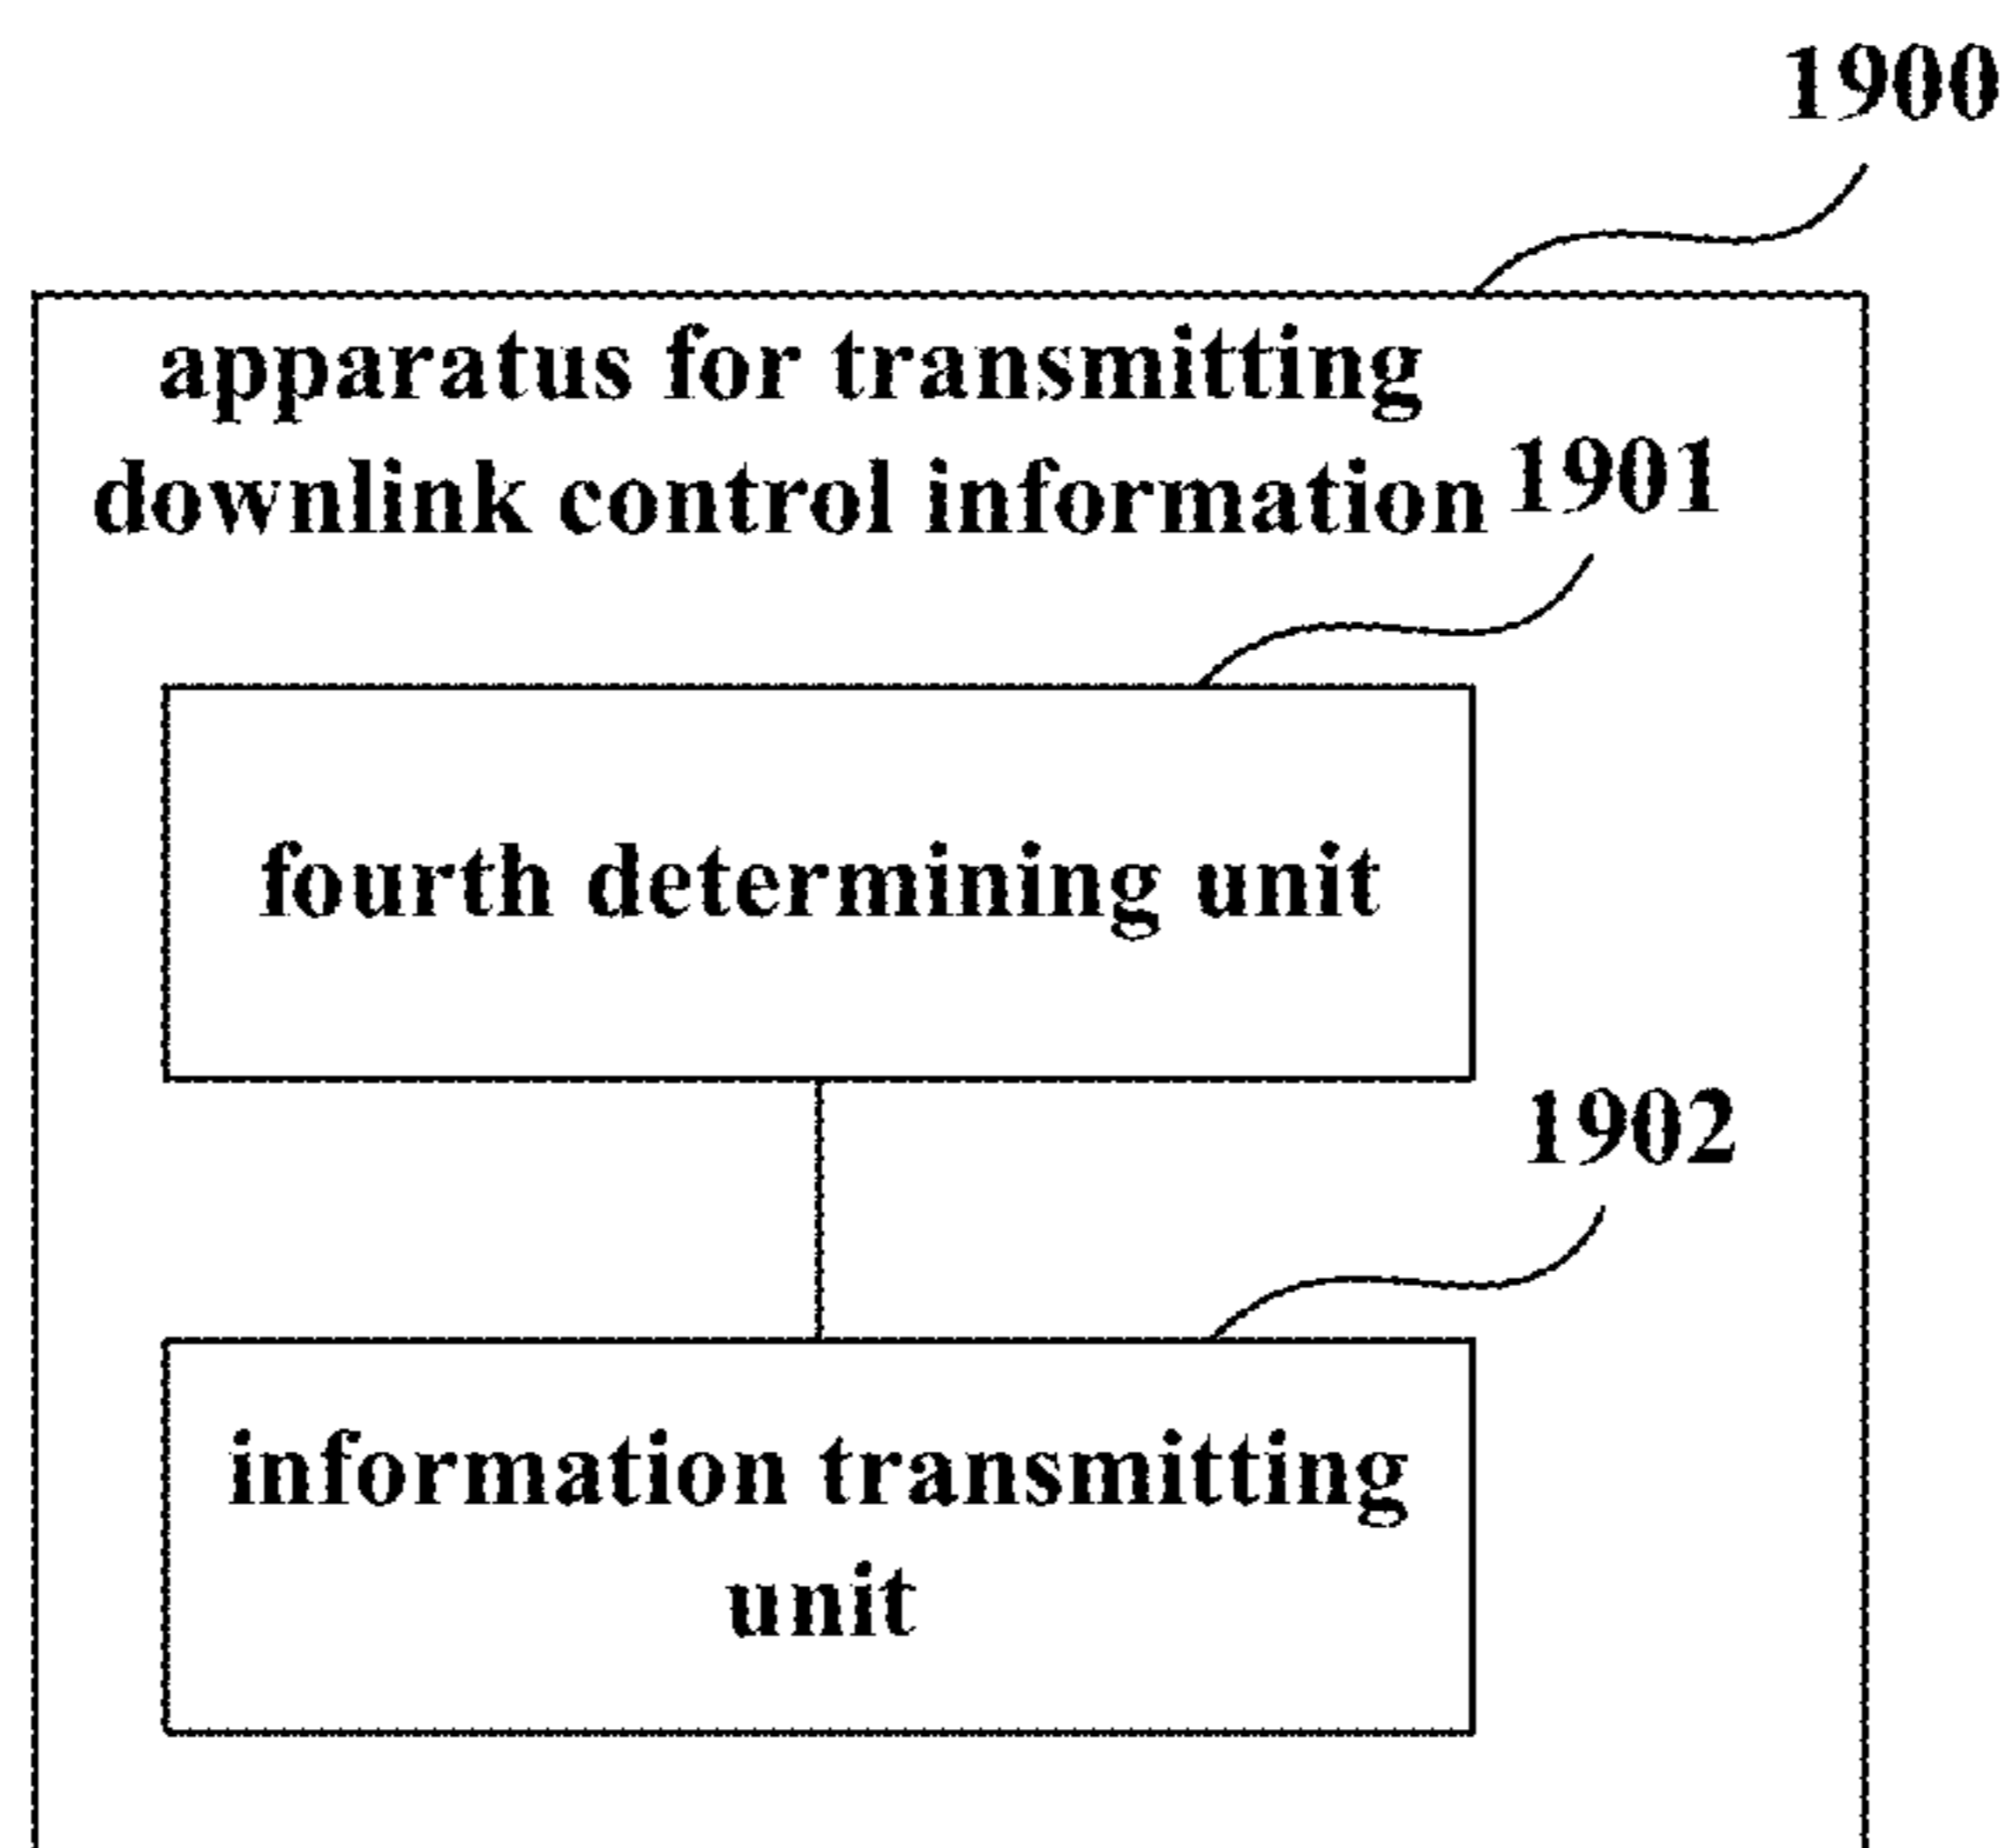 1900
apparatus for transmitting
downlink control information
1901
fourth determining unit
1902
information transmitting
unit